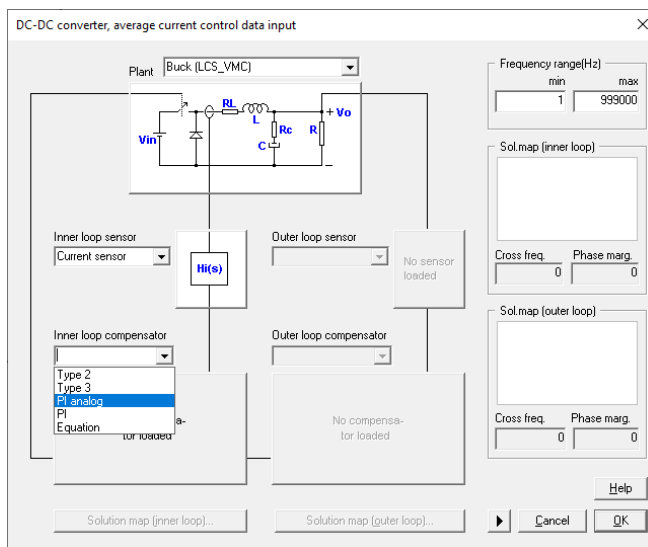 DC-DC converter, average current control data input
Plant
Buck (LCS_VMC)
RL
L
+ Vo
Rc
R
C
Vin
−
Inner loop sensor
Current sensor
Hi(s)
Outer loop sensor
No sensor
loaded
Inner loop compensator
Type 2
Type 3
PI analog
PI
Equation
a-
tor loaded
Outer loop compensator
No compensa-
tor loaded
Solution map (inner loop)...
Solution map (outer loop)...
Frequency range(Hz)
min max
1 999000
Sol.map (inner loop)
Cross freq. Phase marg.
0 0
Sol.map (outer loop)
Cross freq. Phase marg.
0 0
Help
Cancel
OK